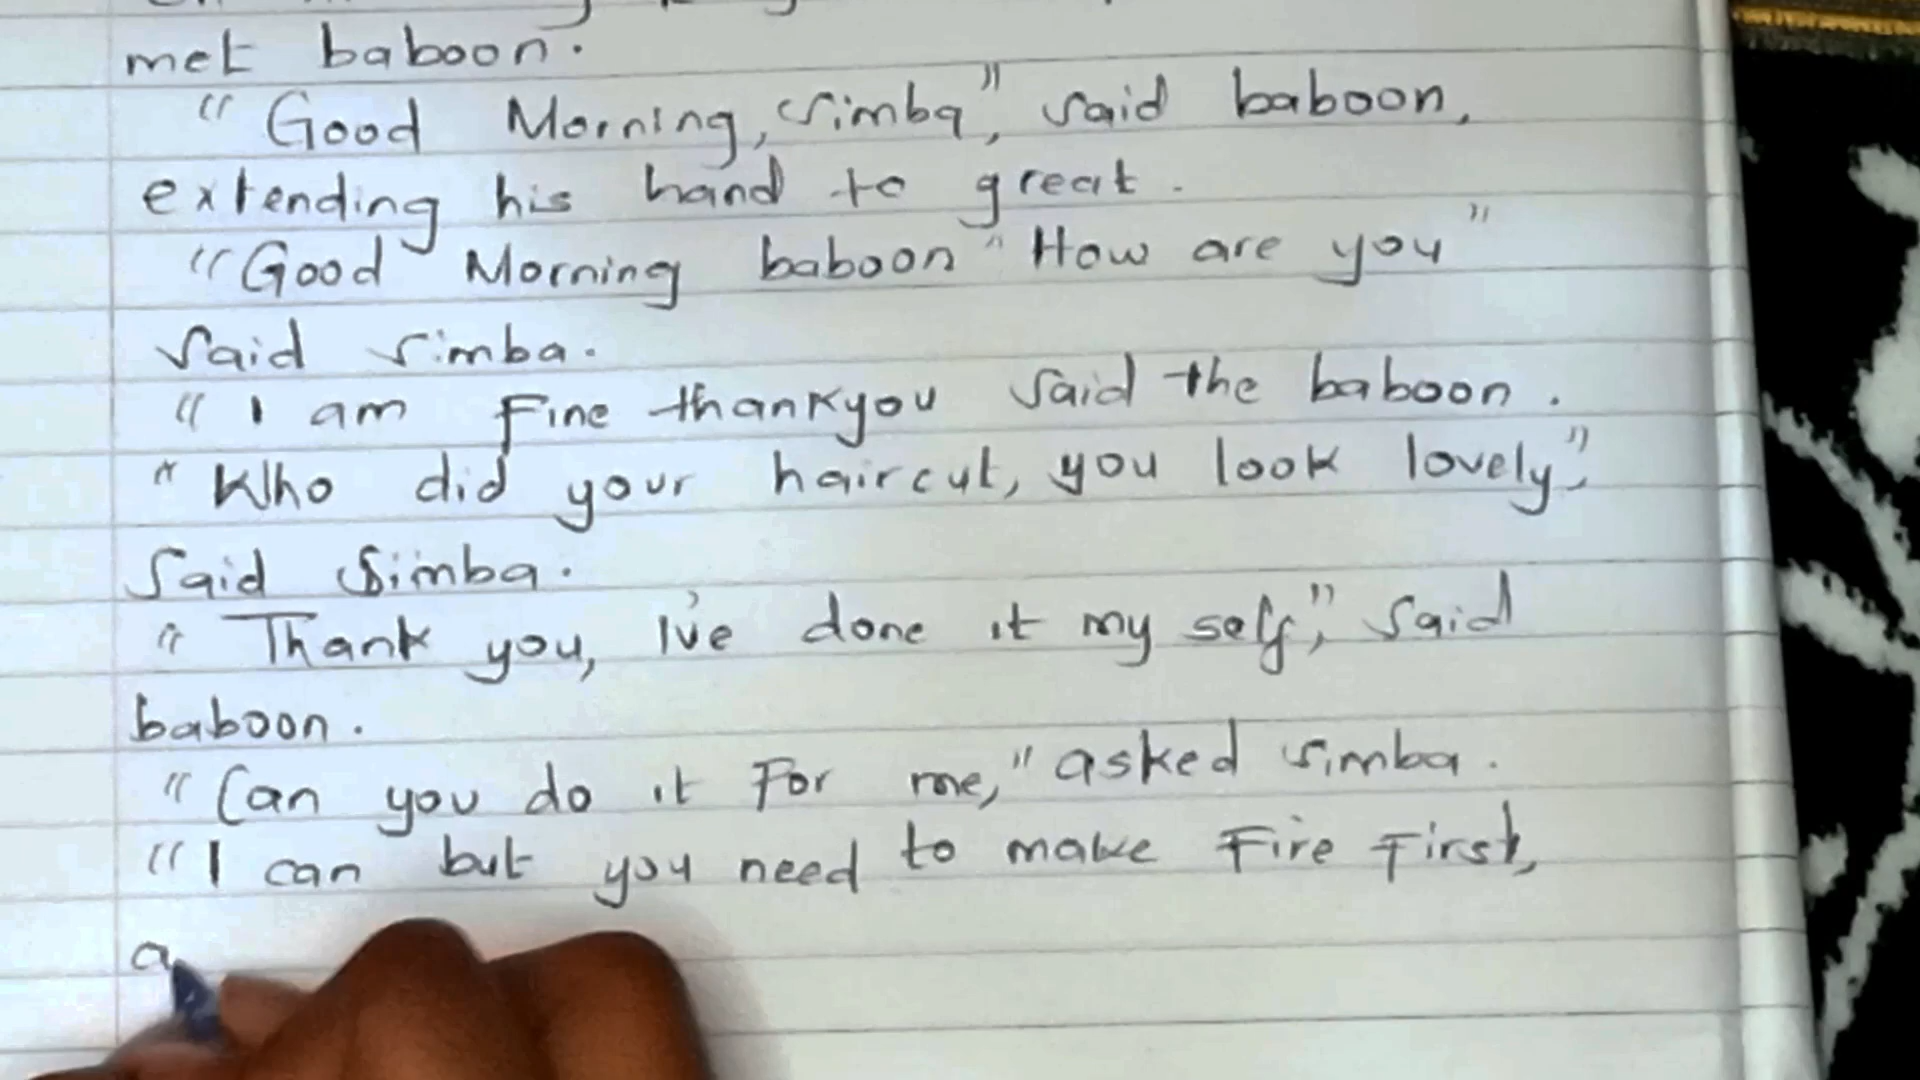 met baboon.
"Good Morning, Simba", said baboon,
extending his hand to great.
"Good Morning baboon" How are you"
said simba.
"I am Fine thankyou said the baboon.
"Who did your haircut, you look lovely",
Said Simba.
"Thank you, I've done it my self", said
baboon.
"Can you do it For me," asked simba.
"I can but you need to make Fire First,
a